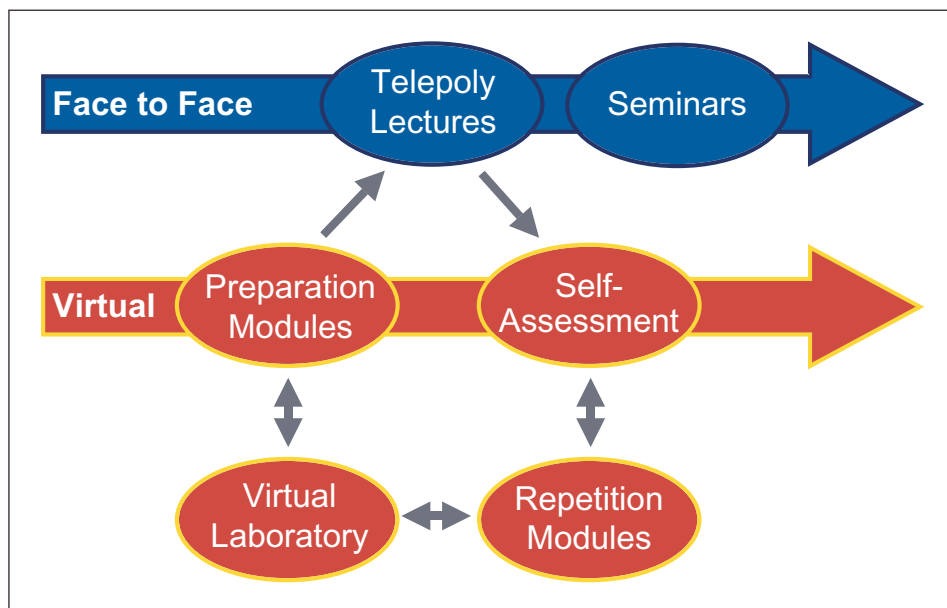 Face to Face
Telepoly
Lectures
Seminars
Virtual
Preparation
Modules
Self-
Assessment
Virtual
Laboratory
Repetition
Modules